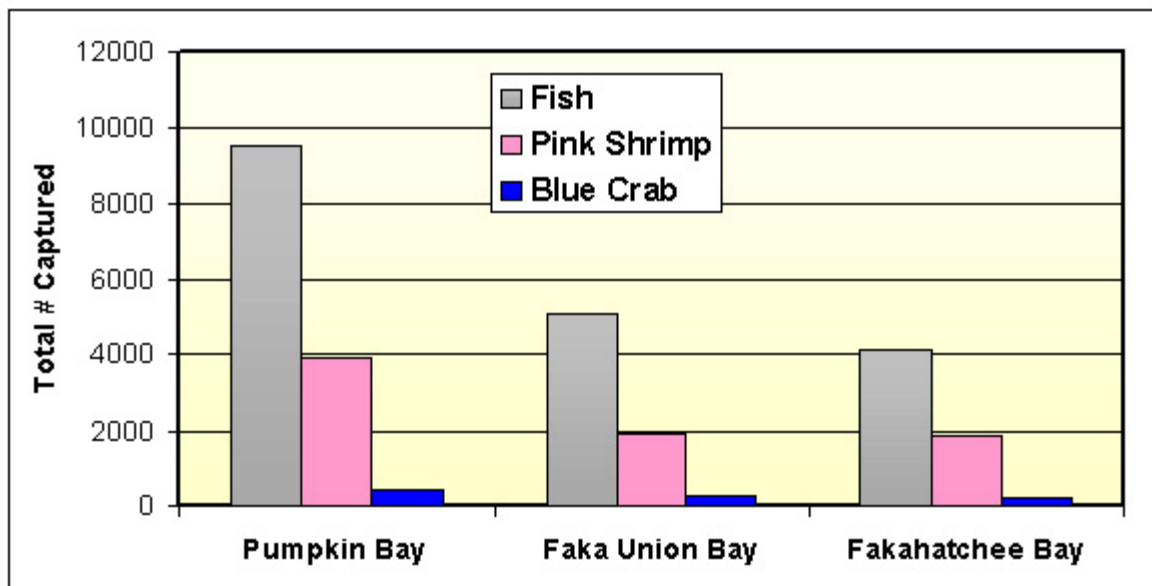 12000
10000
8000
6000
4000
2000
0
Total # Captured
Fish
Pink Shrimp
Blue Crab
Pumpkin Bay
Faka Union Bay
Fakahatchee Bay